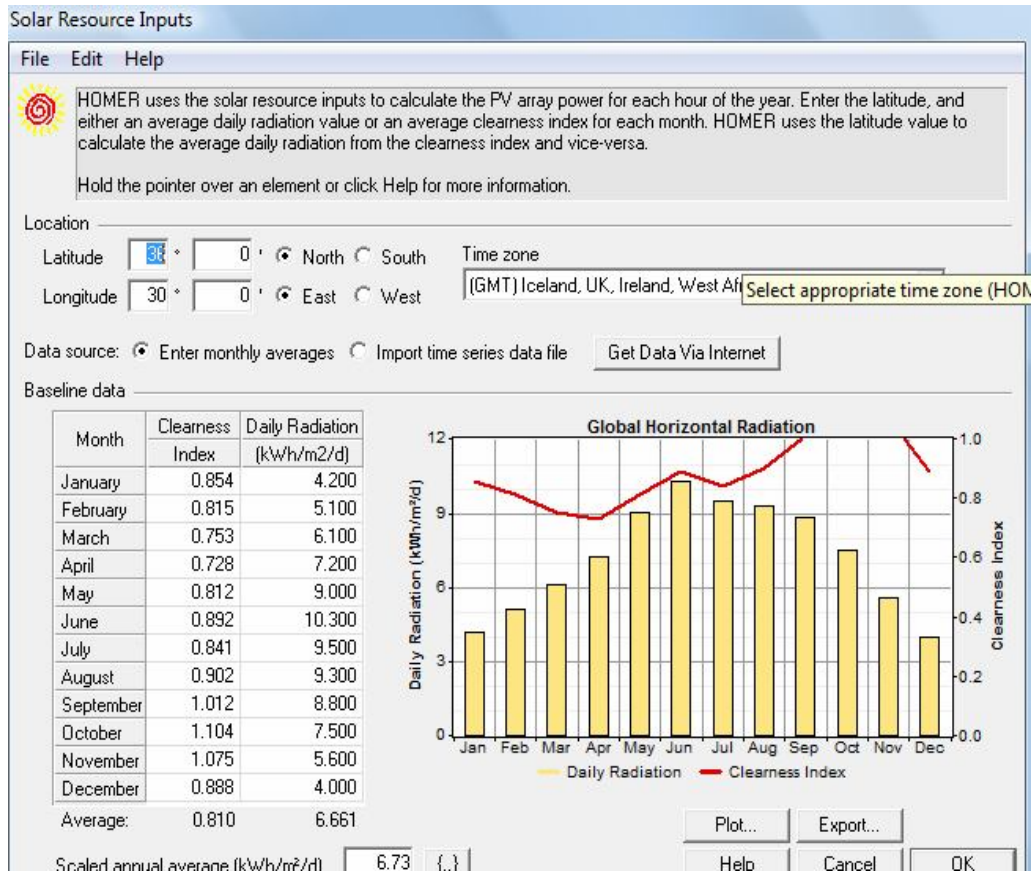 Solar Resource Inputs
File Edit Help
HOMER uses the solar resource inputs to calculate the PV array power for each hour of the year. Enter the latitude, and
either an average daily radiation value or an average clearness index for each month. HOMER uses the latitude value to
calculate the average daily radiation from the clearness index and vice-versa.
Hold the pointer over an element or click Help for more information.
Location
Latitude ° 0 ' North South Time zone
Longitude 30 ° 0 ' East West (GMT) Iceland, UK, Ireland, West Afr Select appropriate time zone (HOM
Data source: Enter monthly averages Import time series data file Get Data Via Internet
Baseline data
Month Clearness Index Daily Radiation (kWh/m2/d)
January 0.854 4.200
February 0.815 5.100
March 0.753 6.100
April 0.728 7.200
May 0.812 9.000
June 0.892 10.300
July 0.841 9.500
August 0.902 9.300
September 1.012 8.800
October 1.104 7.500
November 1.075 5.600
December 0.888 4.000
Average: 0.810 6.661
Global Horizontal Radiation
Daily Radiation (kWh/m²/d)
12
9
6
3
0
1.0
0.8
0.6
0.4
0.2
0.0
Clearness Index
Jan Feb Mar Apr May Jun Jul Aug Sep Oct Nov Dec
Daily Radiation Clearness Index
Plot... Export...
Scaled annual average (kWh/m²/d) 6.73 {..} Help Cancel OK